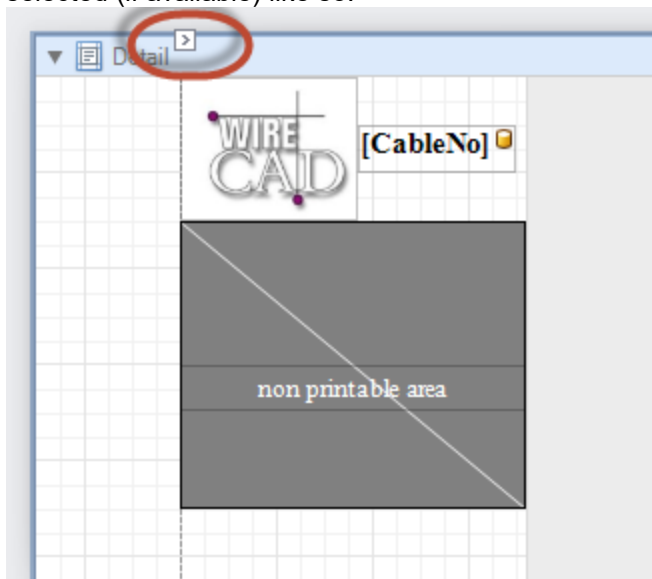 selected (if available) like so:
Detail
WIRE
CAD
[CableNo]
non printable area